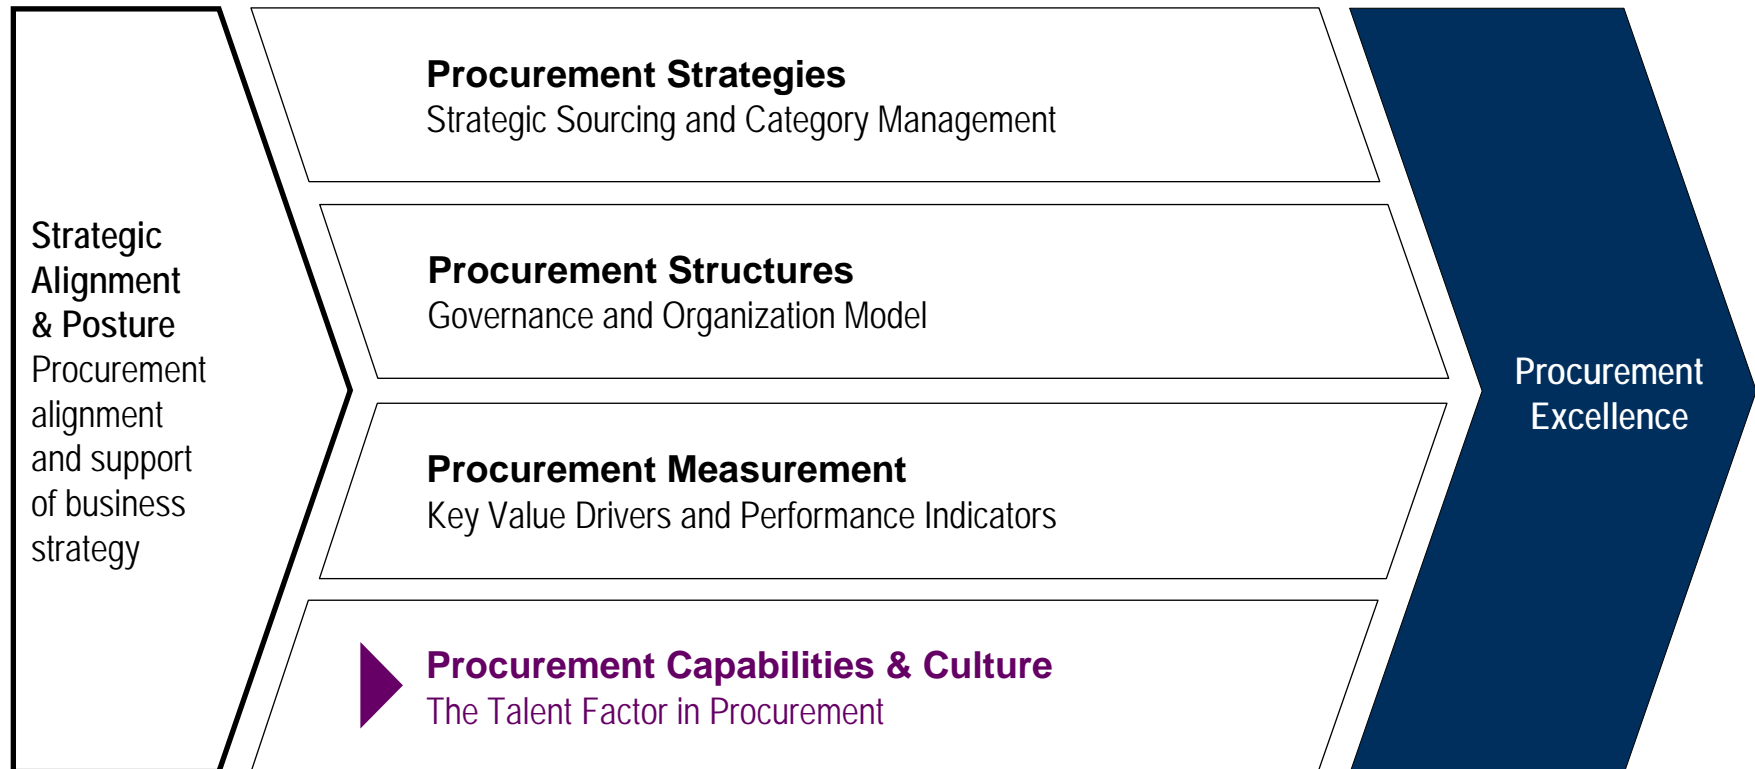 Strategic
Alignment
& Posture
Procurement
alignment
and support
of business
strategy
Procurement Strategies
Strategic Sourcing and Category Management
Procurement Structures
Governance and Organization Model
Procurement Measurement
Key Value Drivers and Performance Indicators
Procurement Capabilities & Culture
The Talent Factor in Procurement
Procurement
Excellence